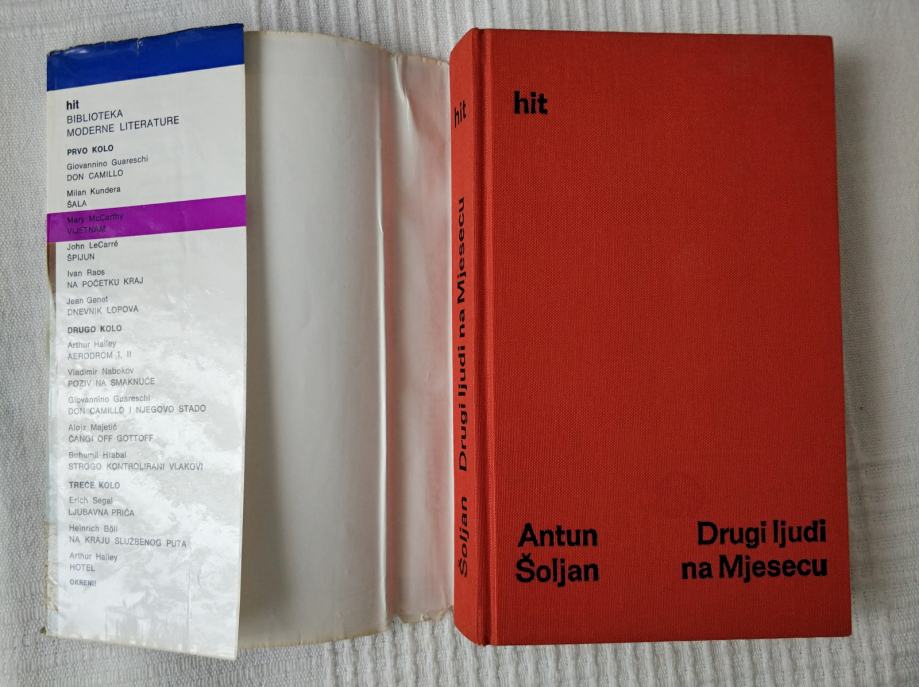 hit
BIBLIOTEKA
MODERNE LITERATURE
PRVO KOLO
Giovannino Guareschi
DON CAMILLO
Milan Kundera
ŠALA
Mary McCarthy
VIJETNAM
John LeCarré
ŠPIJUN
Ivan Raos
NA POČETKU KRAJ
Jean Genet
DNEVNIK LOPOVA
DRUGO KOLO
Arthur Hailey
AERODROM I, II
Vladimir Nabokov
POZIV NA SMAKNUĆE
Giovannino Guareschi
DON CAMILLO I NJEGOVO STADO
Alojz Majetić
ČANGI OFF GOTTOFF
Bohumil Hrabal
STROGO KONTROLIRANI VLAKOVI
TREĆE KOLO
Erich Segal
LJUBAVNA PRIČA
Heinrich Böll
NA KRAJU SLUŽBENOG PUTA
Arthur Hailey
HOTEL
OKRENI!
hit
Šoljan Drugi ljudi na Mjesecu
hit
Antun
Šoljan
Drugi ljudi
na Mjesecu